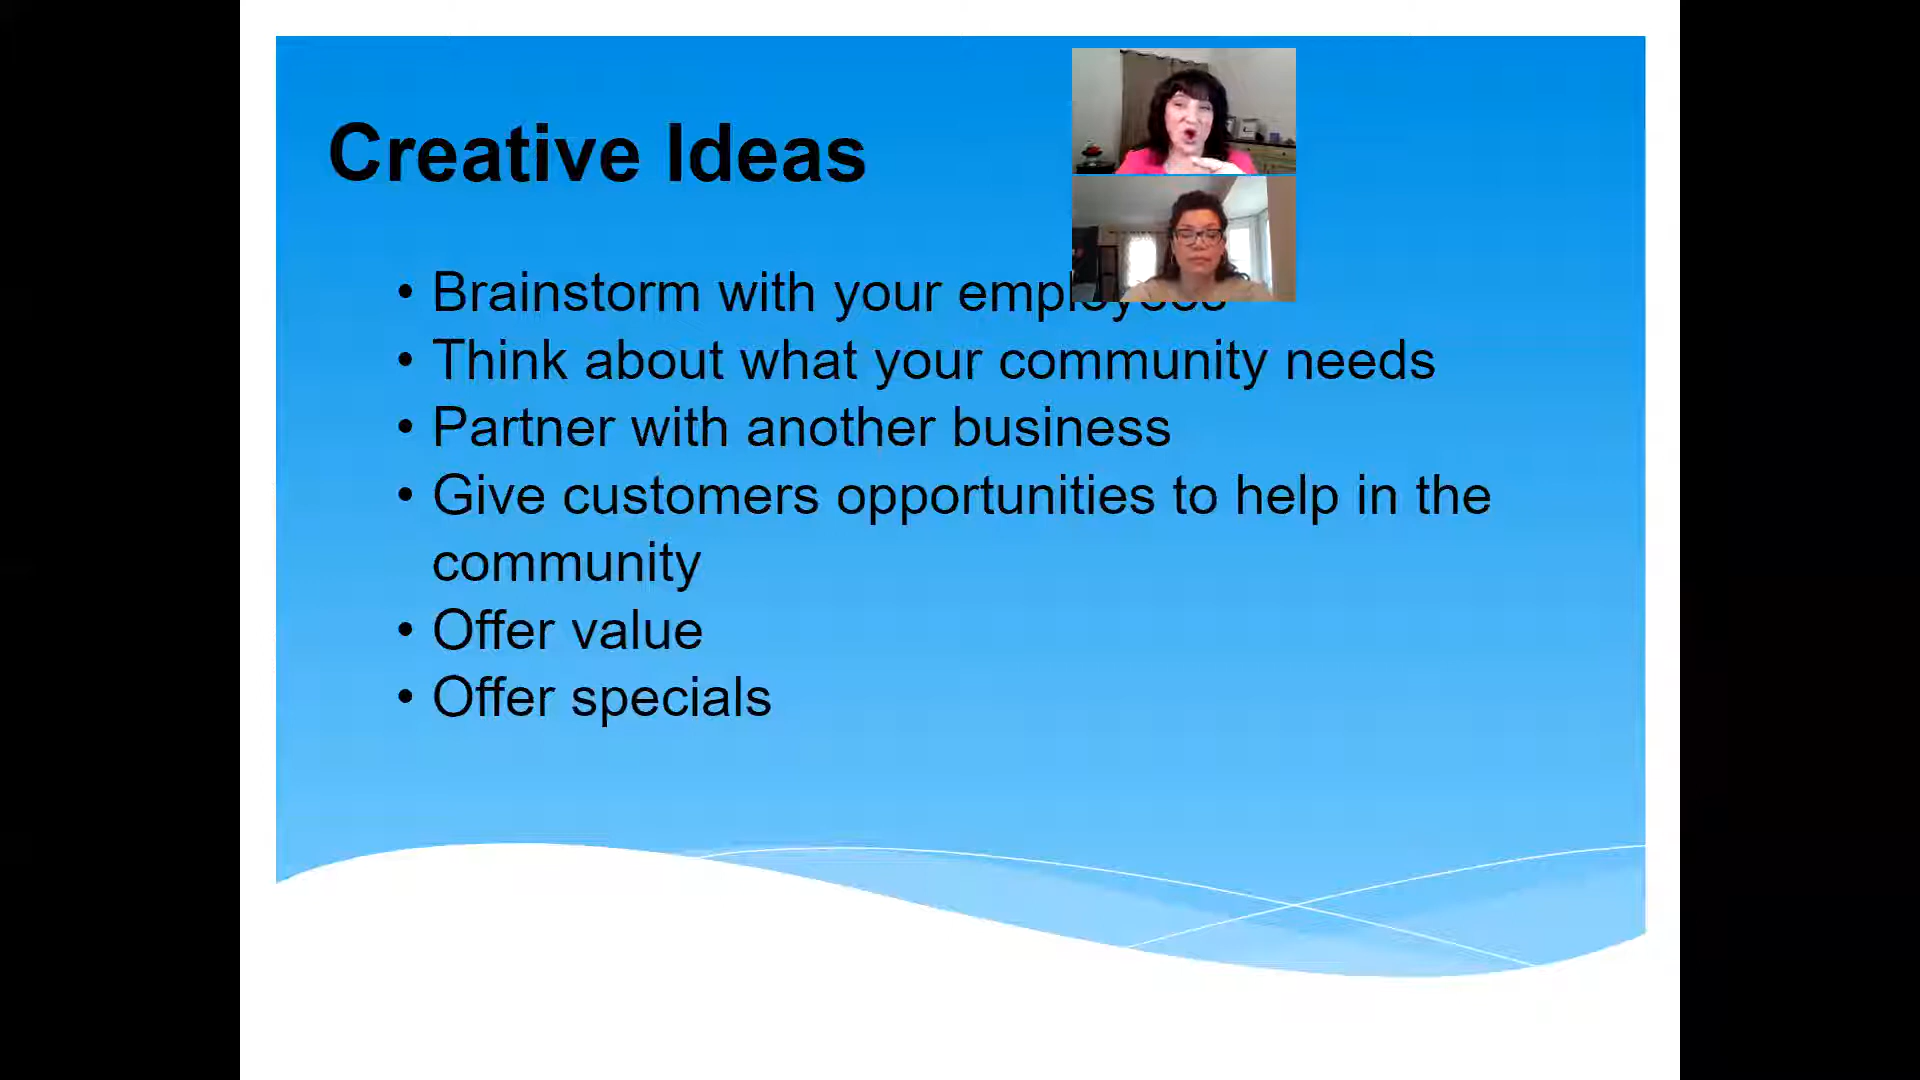 Creative Ideas
• Brainstorm with your employees
• Think about what your community needs
• Partner with another business
• Give customers opportunities to help in the
community
• Offer value
• Offer specials